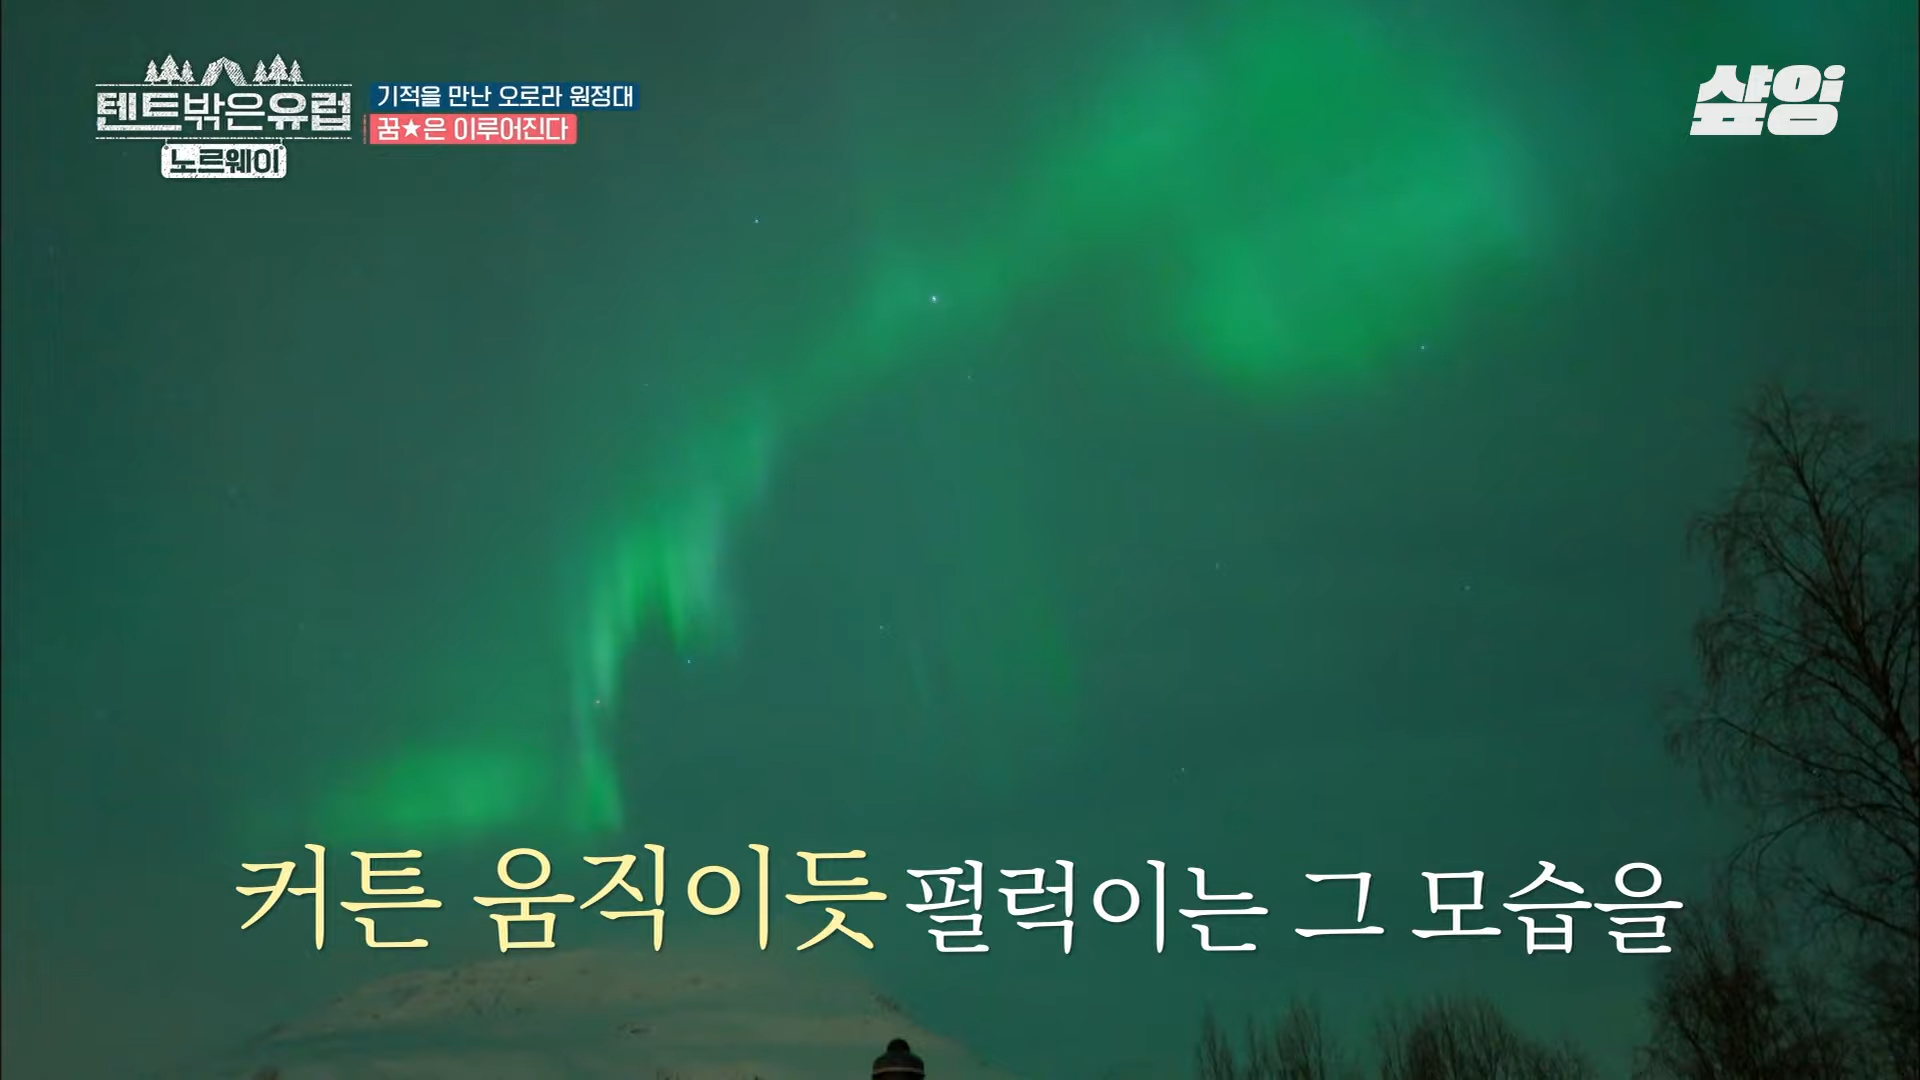 텐트밖은유럽
노르웨이
기적을 만난 오로라 원정대
꿈★은 이루어진다
샾잉
커튼 움직이듯 펄럭이는 그 모습을